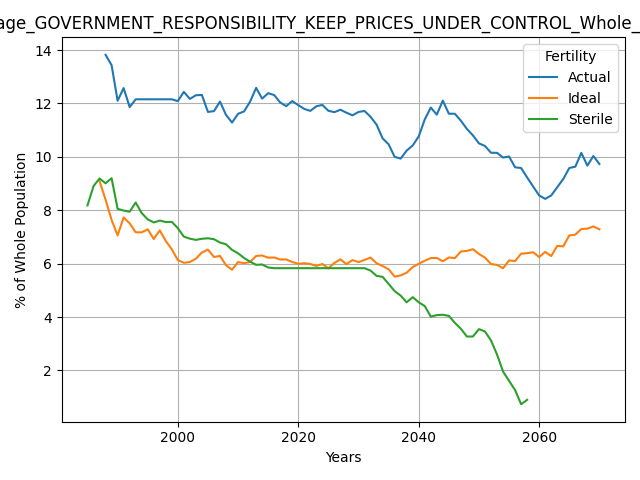 age_GOVERNMENT_RESPONSIBILITY_KEEP_PRICES_UNDER_CONTROL_Whole_
Fertility
Actual
Ideal
Sterile
% of Whole Population
14
12
10
8
6
4
2
2000 2020 2040 2060
Years